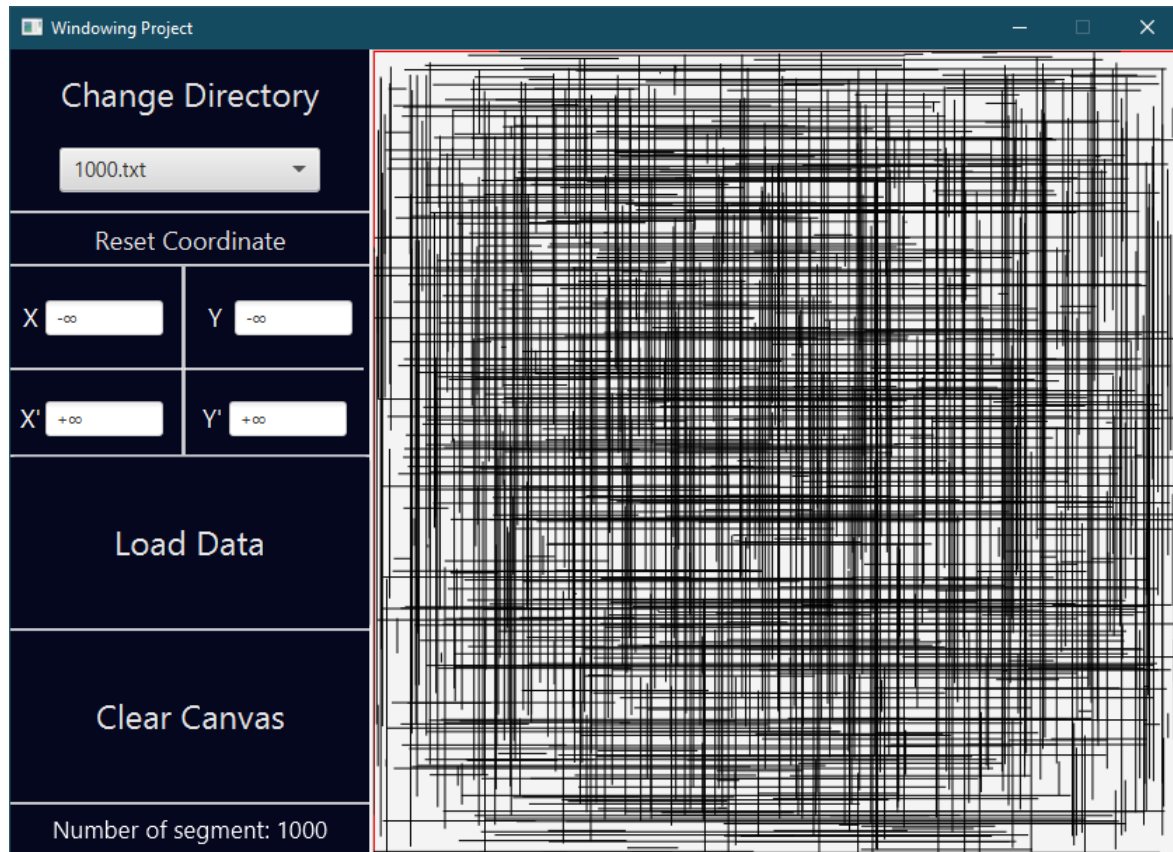 Windowing Project
Change Directory
1000.txt
Reset Coordinate
X -∞ Y -∞
X' +∞ Y' +∞
Load Data
Clear Canvas
Number of segment: 1000